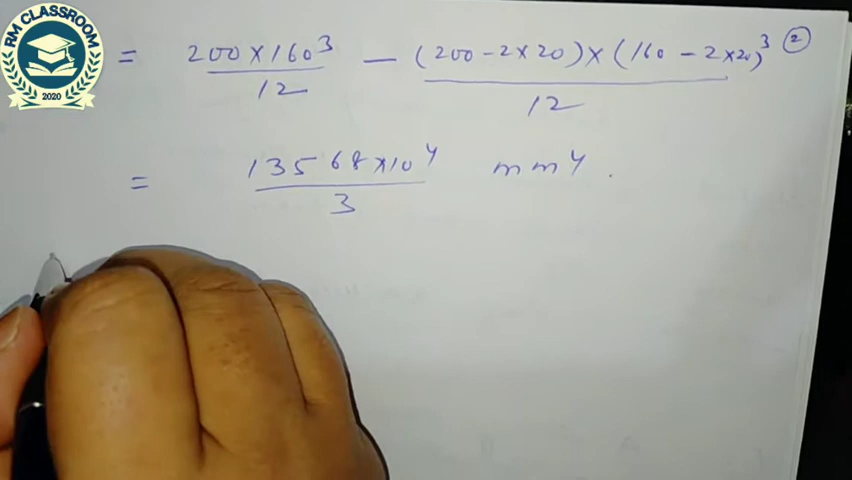 RM CLASSROOM
2020
= 200 × 160³ / 12 — (200 - 2 × 20) × (160 - 2 × 20)³ / 12 ②
= 13568 × 10⁴ / 3 mm⁴ .